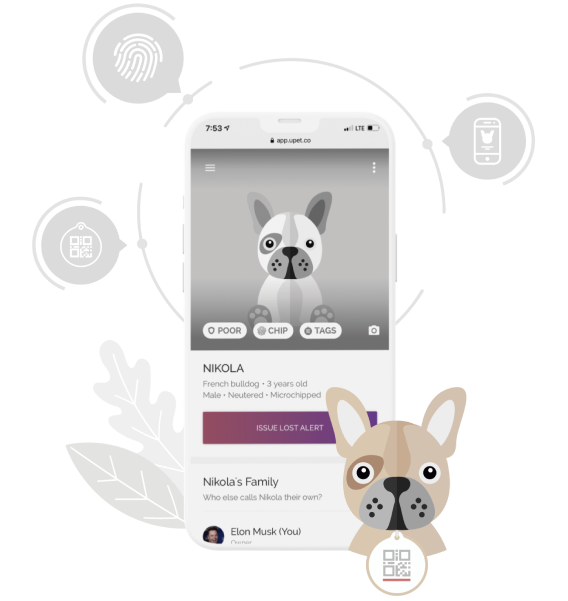 7:53
LTE
app.upet.co
POOR
CHIP
TAGS
NIKOLA
French bulldog • 3 years old
Male • Neutered • Microchipped
ISSUE LOST ALERT
Nikola's Family
Who else calls Nikola their own?
Elon Musk (You)
Owner